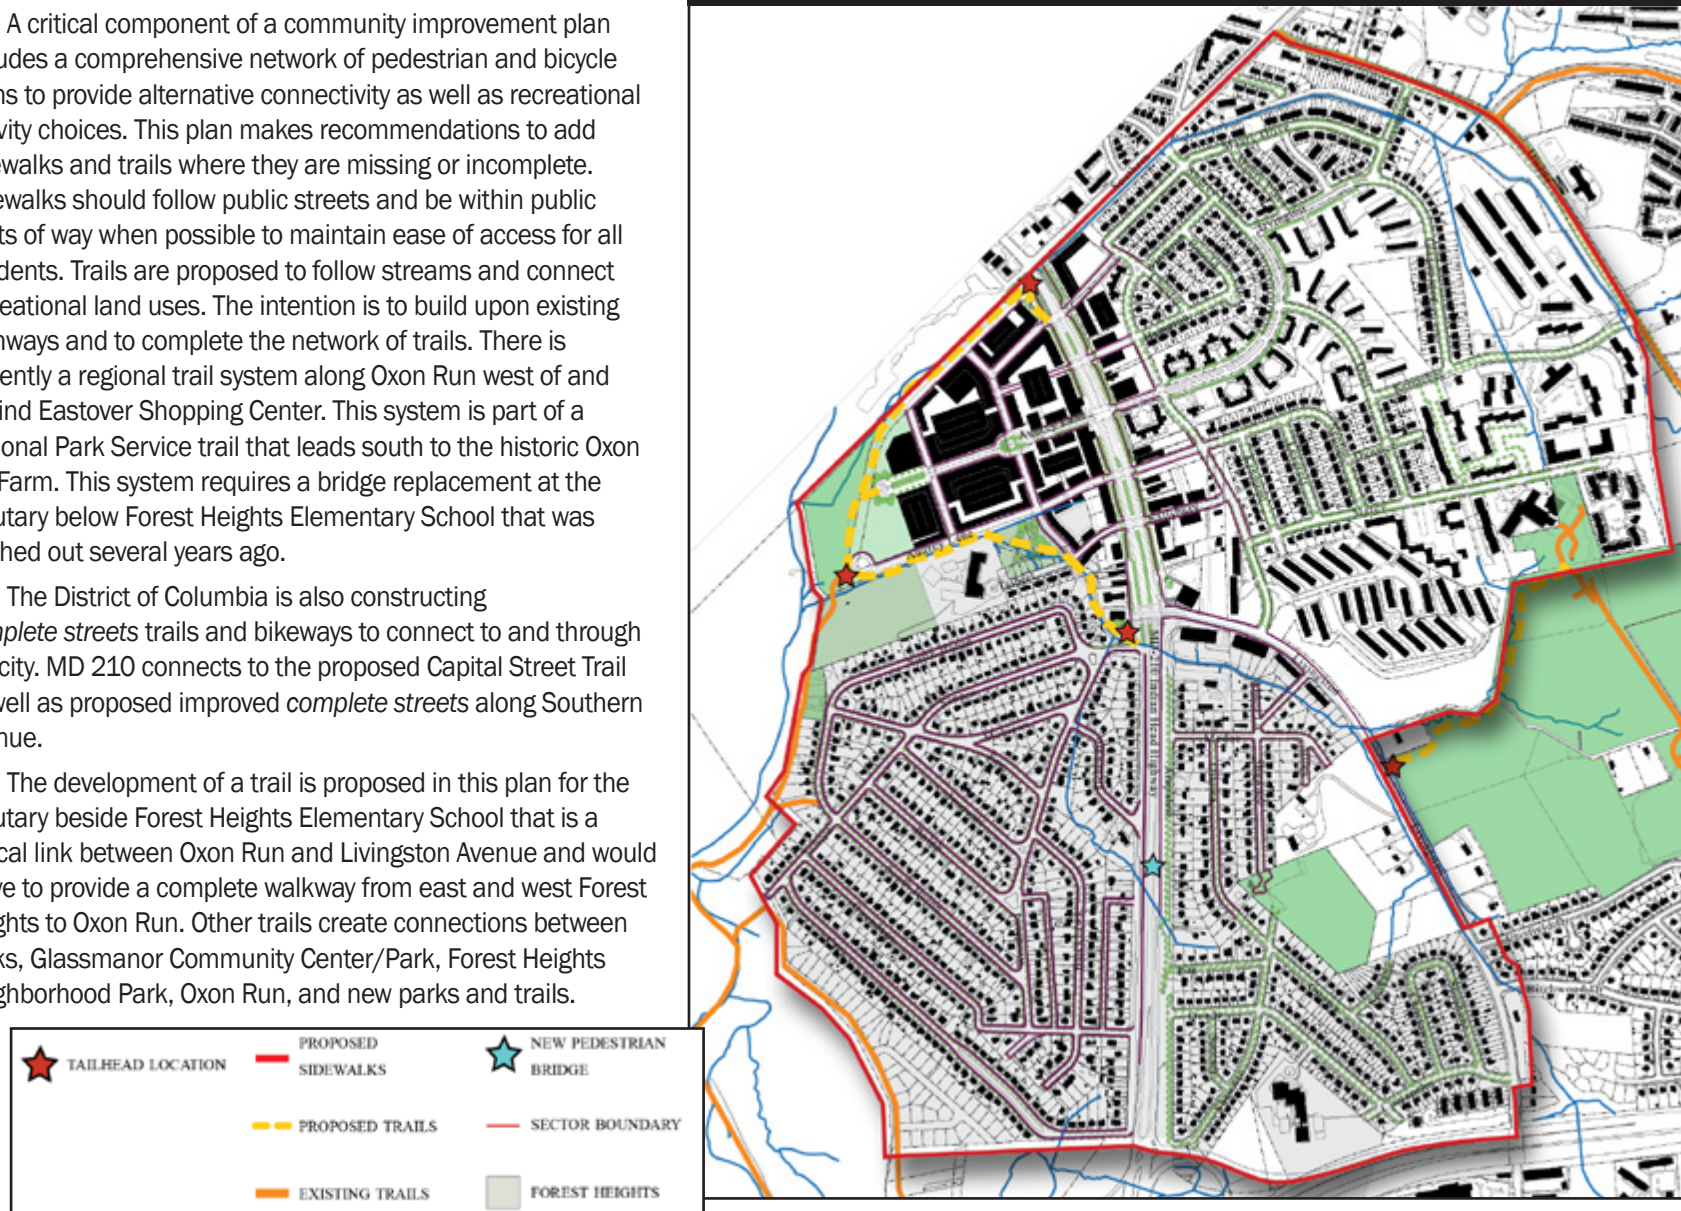 A critical component of a community improvement plan
udes a comprehensive network of pedestrian and bicycle
ns to provide alternative connectivity as well as recreational
vity choices. This plan makes recommendations to add
ewalks and trails where they are missing or incomplete.
ewalks should follow public streets and be within public
ts of way when possible to maintain ease of access for all
dents. Trails are proposed to follow streams and connect
eational land uses. The intention is to build upon existing
hways and to complete the network of trails. There is
ently a regional trail system along Oxon Run west of and
ind Eastover Shopping Center. This system is part of a
ional Park Service trail that leads south to the historic Oxon
Farm. This system requires a bridge replacement at the
utary below Forest Heights Elementary School that was
hed out several years ago.
The District of Columbia is also constructing
plete streets trails and bikeways to connect to and through
city. MD 210 connects to the proposed Capital Street Trail
vell as proposed improved complete streets along Southern
nue.
The development of a trail is proposed in this plan for the
utary beside Forest Heights Elementary School that is a
cal link between Oxon Run and Livingston Avenue and would
ve to provide a complete walkway from east and west Forest
ghts to Oxon Run. Other trails create connections between
ks, Glassmanor Community Center/Park, Forest Heights
ghborhood Park, Oxon Run, and new parks and trails.
TAILHEAD LOCATION
PROPOSED
SIDEWALKS
NEW PEDESTRIAN
BRIDGE
PROPOSED TRAILS
SECTOR BOUNDARY
EXISTING TRAILS
FOREST HEIGHTS
MD 210 Indian Head Highway